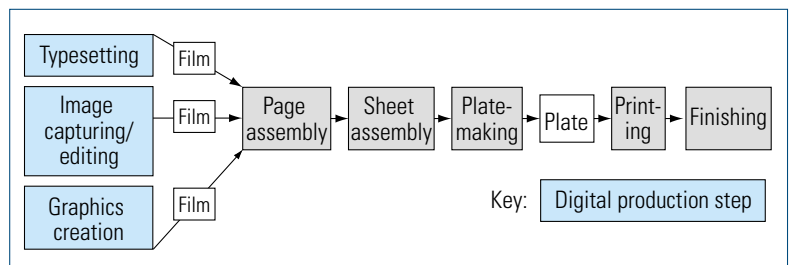 Typesetting
Film
Image
capturing/
editing
Film
Graphics
creation
Film
Page
assembly
Sheet
assembly
Plate-
making
Plate
Print-
ing
Finishing
Key:
Digital production step